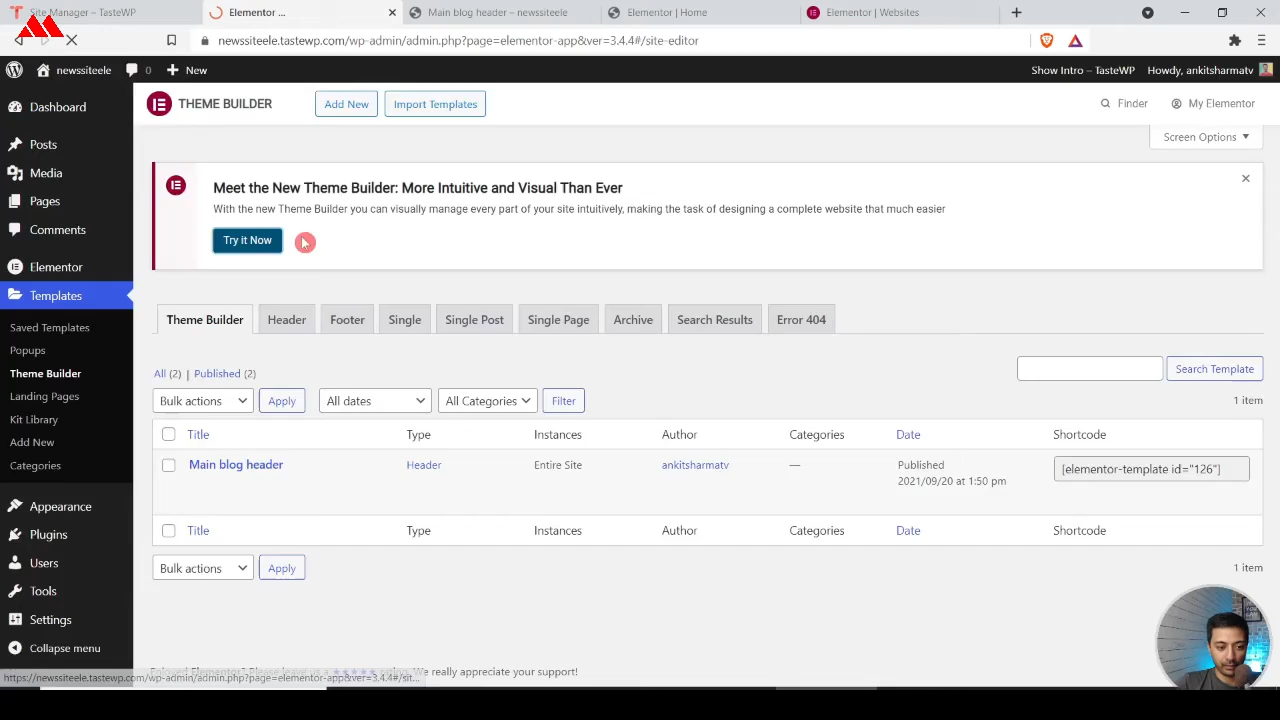 Site Manager – TasteWP
Elementor ...
Main blog header – newssiteele
Elementor | Home
Elementor | Websites
newssiteele.tastewp.com/wp-admin/admin.php?page=elementor-app&ver=3.4.4#/site-editor
newssiteele
0
New
Show Intro – TasteWP
Howdy, ankitsharmatv
Dashboard
Posts
Media
Pages
Comments
Elementor
Templates
Saved Templates
Popups
Theme Builder
Landing Pages
Kit Library
Add New
Categories
Appearance
Plugins
Users
Tools
Settings
Collapse menu
THEME BUILDER
Add New
Import Templates
Finder
My Elementor
Screen Options
Meet the New Theme Builder: More Intuitive and Visual Than Ever
With the new Theme Builder you can visually manage every part of your site intuitively, making the task of designing a complete website that much easier
Try it Now
Theme Builder
Header
Footer
Single
Single Post
Single Page
Archive
Search Results
Error 404
All (2) | Published (2)
Search Template
Bulk actions
Apply
All dates
All Categories
Filter
1 item
Title Type Instances Author Categories Date Shortcode
Main blog header Header Entire Site ankitsharmatv — Published [elementor-template id="126"]
2021/09/20 at 1:50 pm
Title Type Instances Author Categories Date Shortcode
Bulk actions
Apply
1 item
Enjoyed Elementor? Please leave us a ★★★★★ rating. We really appreciate your support!
https://newssiteele.tastewp.com/wp-admin/admin.php?page=elementor-app&ver=3.4.4#/sit...